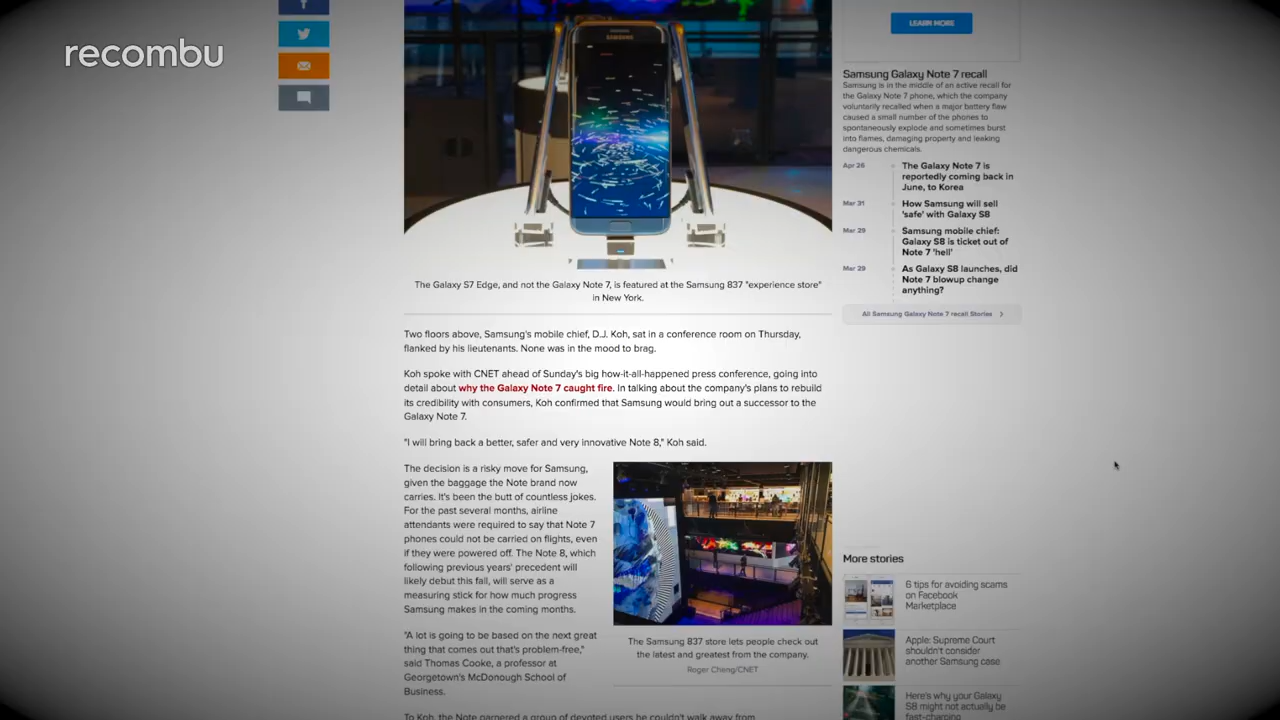 recombu
SAMSUNG
The Galaxy S7 Edge, and not the Galaxy Note 7, is featured at the Samsung 837 "experience store"
in New York.
Two floors above, Samsung's mobile chief, D.J. Koh, sat in a conference room on Thursday,
flanked by his lieutenants. None was in the mood to brag.
Koh spoke with CNET ahead of Sunday's big how-it-all-happened press conference, going into
detail about why the Galaxy Note 7 caught fire. In talking about the company's plans to rebuild
its credibility with consumers, Koh confirmed that Samsung would bring out a successor to the
Galaxy Note 7.
"I will bring back a better, safer and very innovative Note 8," Koh said.
The decision is a risky move for Samsung,
given the baggage the Note brand now
carries. It's been the butt of countless jokes.
For the past several months, airline
attendants were required to say that Note 7
phones could not be carried on flights, even
if they were powered off. The Note 8, which
following previous years' precedent will
likely debut this fall, will serve as a
measuring stick for how much progress
Samsung makes in the coming months.
"A lot is going to be based on the next great
thing that comes out that's problem-free,"
said Thomas Cooke, a professor at
Georgetown's McDonough School of
Business.
The Samsung 837 store lets people check out
the latest and greatest from the company.
Roger Cheng/CNET
To Koh, the Note garnered a group of devoted users he couldn't walk away from
LEARN MORE
Samsung Galaxy Note 7 recall
Samsung is in the middle of an active recall for
the Galaxy Note 7 phone, which the company
voluntarily recalled when a major battery flaw
caused a small number of the phones to
spontaneously explode and sometimes burst
into flames, damaging property and leaking
dangerous chemicals.
Apr 26
The Galaxy Note 7 is
reportedly coming back in
June, to Korea
Mar 31
How Samsung will sell
'safe' with Galaxy S8
Mar 29
Samsung mobile chief:
Galaxy S8 is ticket out of
Note 7 'hell'
Mar 29
As Galaxy S8 launches, did
Note 7 blowup change
anything?
All Samsung Galaxy Note 7 recall Stories
More stories
6 tips for avoiding scams
on Facebook
Marketplace
Apple: Supreme Court
shouldn't consider
another Samsung case
Here's why your Galaxy
S8 might not actually be
fast-charging